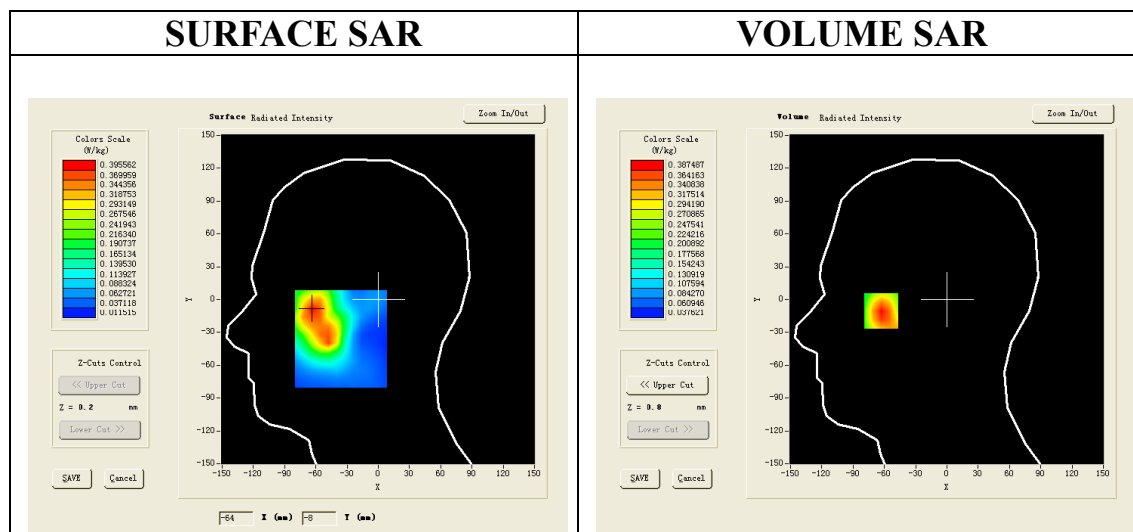 SURFACE SAR
VOLUME SAR
Surface Radiated Intensity
Zoom In/Out
Colors Scale
(W/kg)
0.395562
0.369959
0.344356
0.318753
0.293149
0.267546
0.241943
0.216340
0.190737
0.165134
0.139530
0.113927
0.088324
0.062721
0.037118
0.011515
150
120
90
60
30
0
-30
-60
-90
-120
-150
Y
-150 -120 -90 -60 -30 0 30 60 90 120 150
X
Z-Cuts Control
<< Upper Cut
Z = 0.2 mm
Lower Cut >>
SAVE Cancel
-64 X (mm) -8 Y (mm)
Volume Radiated Intensity
Zoom In/Out
Colors Scale
(W/kg)
0.387487
0.364163
0.340838
0.317514
0.294190
0.270865
0.247541
0.224216
0.200892
0.177568
0.154243
0.130919
0.107594
0.084270
0.060946
0.037621
150
120
90
60
30
0
-30
-60
-90
-120
-150
Y
-150 -120 -90 -60 -30 0 30 60 90 120 150
X
Z-Cuts Control
<< Upper Cut
Z = 0.8 mm
Lower Cut >>
SAVE Cancel